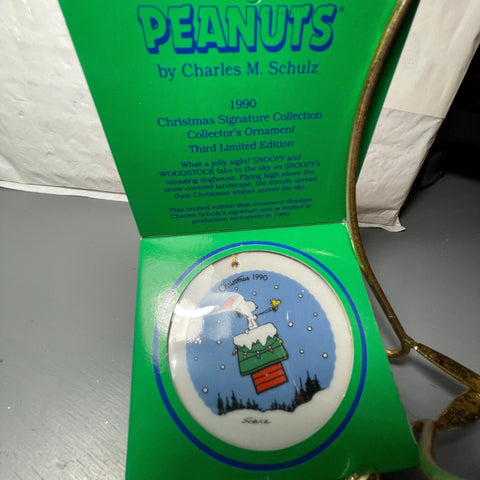 PEANUTS®
by Charles M. Schulz
1990
Christmas Signature Collection
Collector's Ornament
Third Limited Edition
What a jolly sight! SNOOPY and
WOODSTOCK take to the sky on SNOOPY's
amazing doghouse. Flying high above the
snow-covered landscape, the friends spread
their Christmas wishes across the sky.
This limited edition disk ornament displays
Charles Schulz's signature and is limited in
production exclusively to 1990.
Christmas 1990